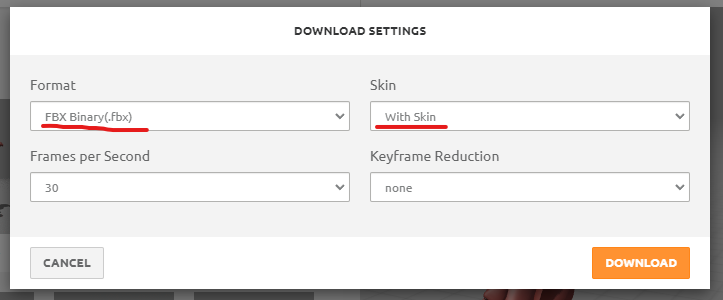 DOWNLOAD SETTINGS
Format
Skin
FBX Binary(.fbx)
With Skin
Frames per Second
Keyframe Reduction
30
none
CANCEL
DOWNLOAD